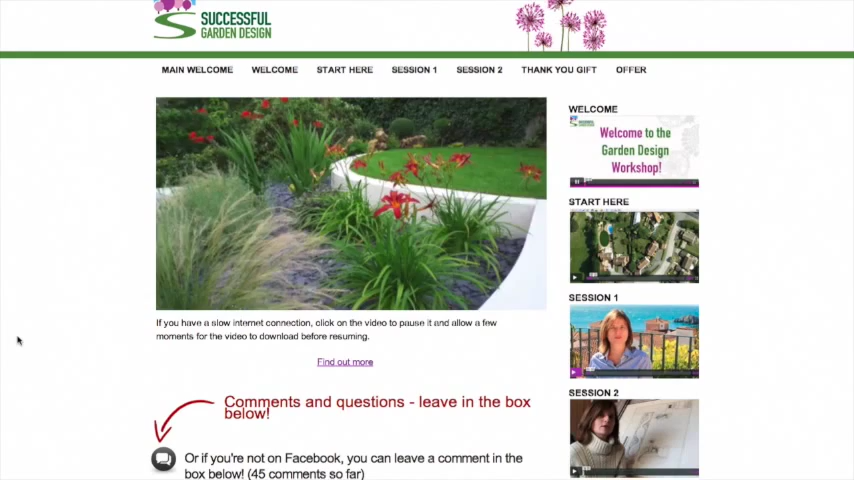 SUCCESSFUL
GARDEN DESIGN
MAIN WELCOME WELCOME START HERE SESSION 1 SESSION 2 THANK YOU GIFT OFFER
WELCOME
Welcome to the
Garden Design
Workshop!
START HERE
SESSION 1
SESSION 2
If you have a slow internet connection, click on the video to pause it and allow a few
moments for the video to download before resuming.
Find out more
Comments and questions - leave in the box
below!
Or if you're not on Facebook, you can leave a comment in the
box below! (45 comments so far)